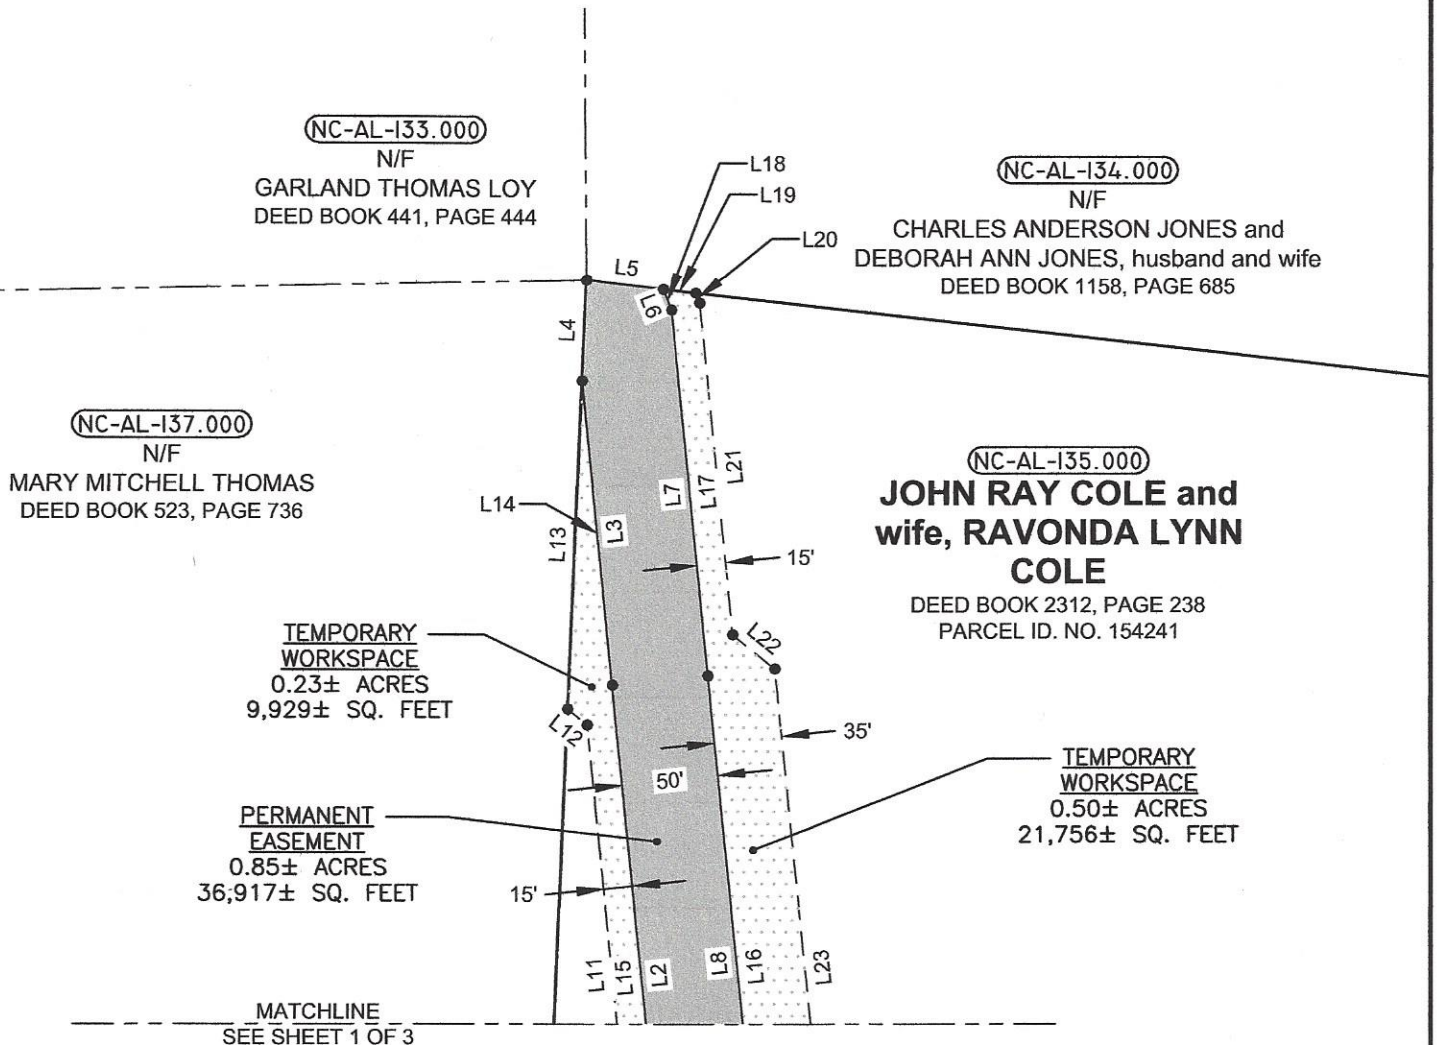 NC-AL-133.000
N/F
GARLAND THOMAS LOY
DEED BOOK 441, PAGE 444
L18
L19
L20
NC-AL-134.000
N/F
CHARLES ANDERSON JONES and
DEBORAH ANN JONES, husband and wife
DEED BOOK 1158, PAGE 685
L5
L6
L4
NC-AL-137.000
N/F
MARY MITCHELL THOMAS
DEED BOOK 523, PAGE 736
L14
L13
L3
L7
L17
L21
15'
NC-AL-135.000
JOHN RAY COLE and
wife, RAVONDA LYNN
COLE
DEED BOOK 2312, PAGE 238
PARCEL ID. NO. 154241
L22
TEMPORARY
WORKSPACE
0.23± ACRES
9,929± SQ. FEET
L12
35'
50'
TEMPORARY
WORKSPACE
0.50± ACRES
21,756± SQ. FEET
PERMANENT
EASEMENT
0.85± ACRES
36,917± SQ. FEET
15'
L11
L15
L2
L8
L16
L23
MATCHLINE
SEE SHEET 1 OF 3